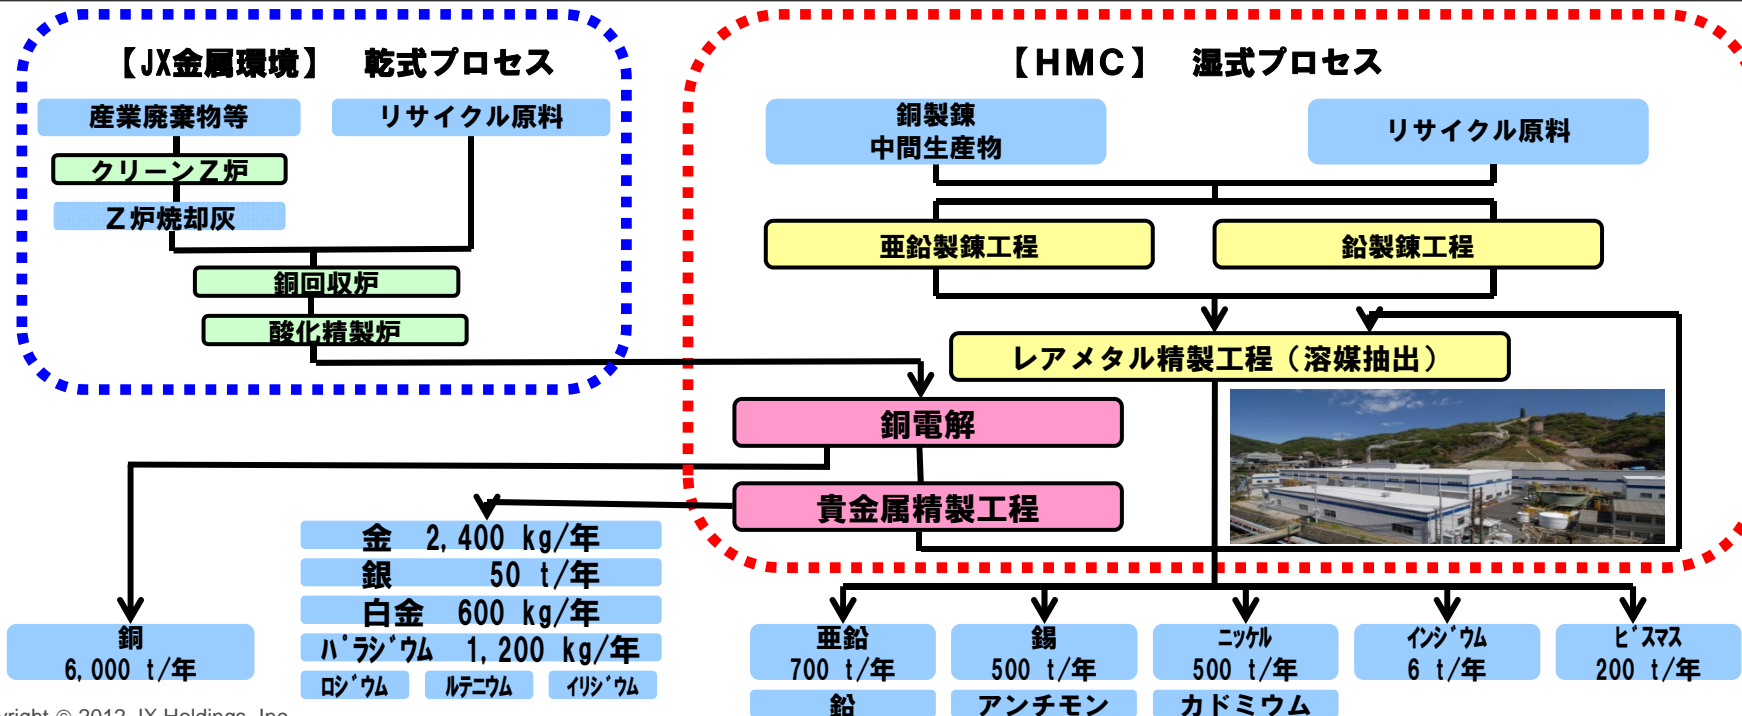 【JX金属環境】 乾式プロセス
産業廃棄物等
リサイクル原料
クリーンZ炉
Z炉焼却灰
銅回収炉
酸化精製炉
【HMC】 湿式プロセス
銅製錬
中間生産物
リサイクル原料
亜鉛製錬工程
鉛製錬工程
レアメタル精製工程（溶媒抽出）
銅電解
貴金属精製工程
金 2,400 kg/年
銀 50 t/年
白金 600 kg/年
パラジウム 1,200 kg/年
ロジウム
ルテニウム
イリジウム
銅
6,000 t/年
亜鉛
700 t/年
錫
500 t/年
ニッケル
500 t/年
インジウム
6 t/年
ビスマス
200 t/年
鉛
アンチモン
カドミウム
yright © 2012 JX Holdings, Inc.